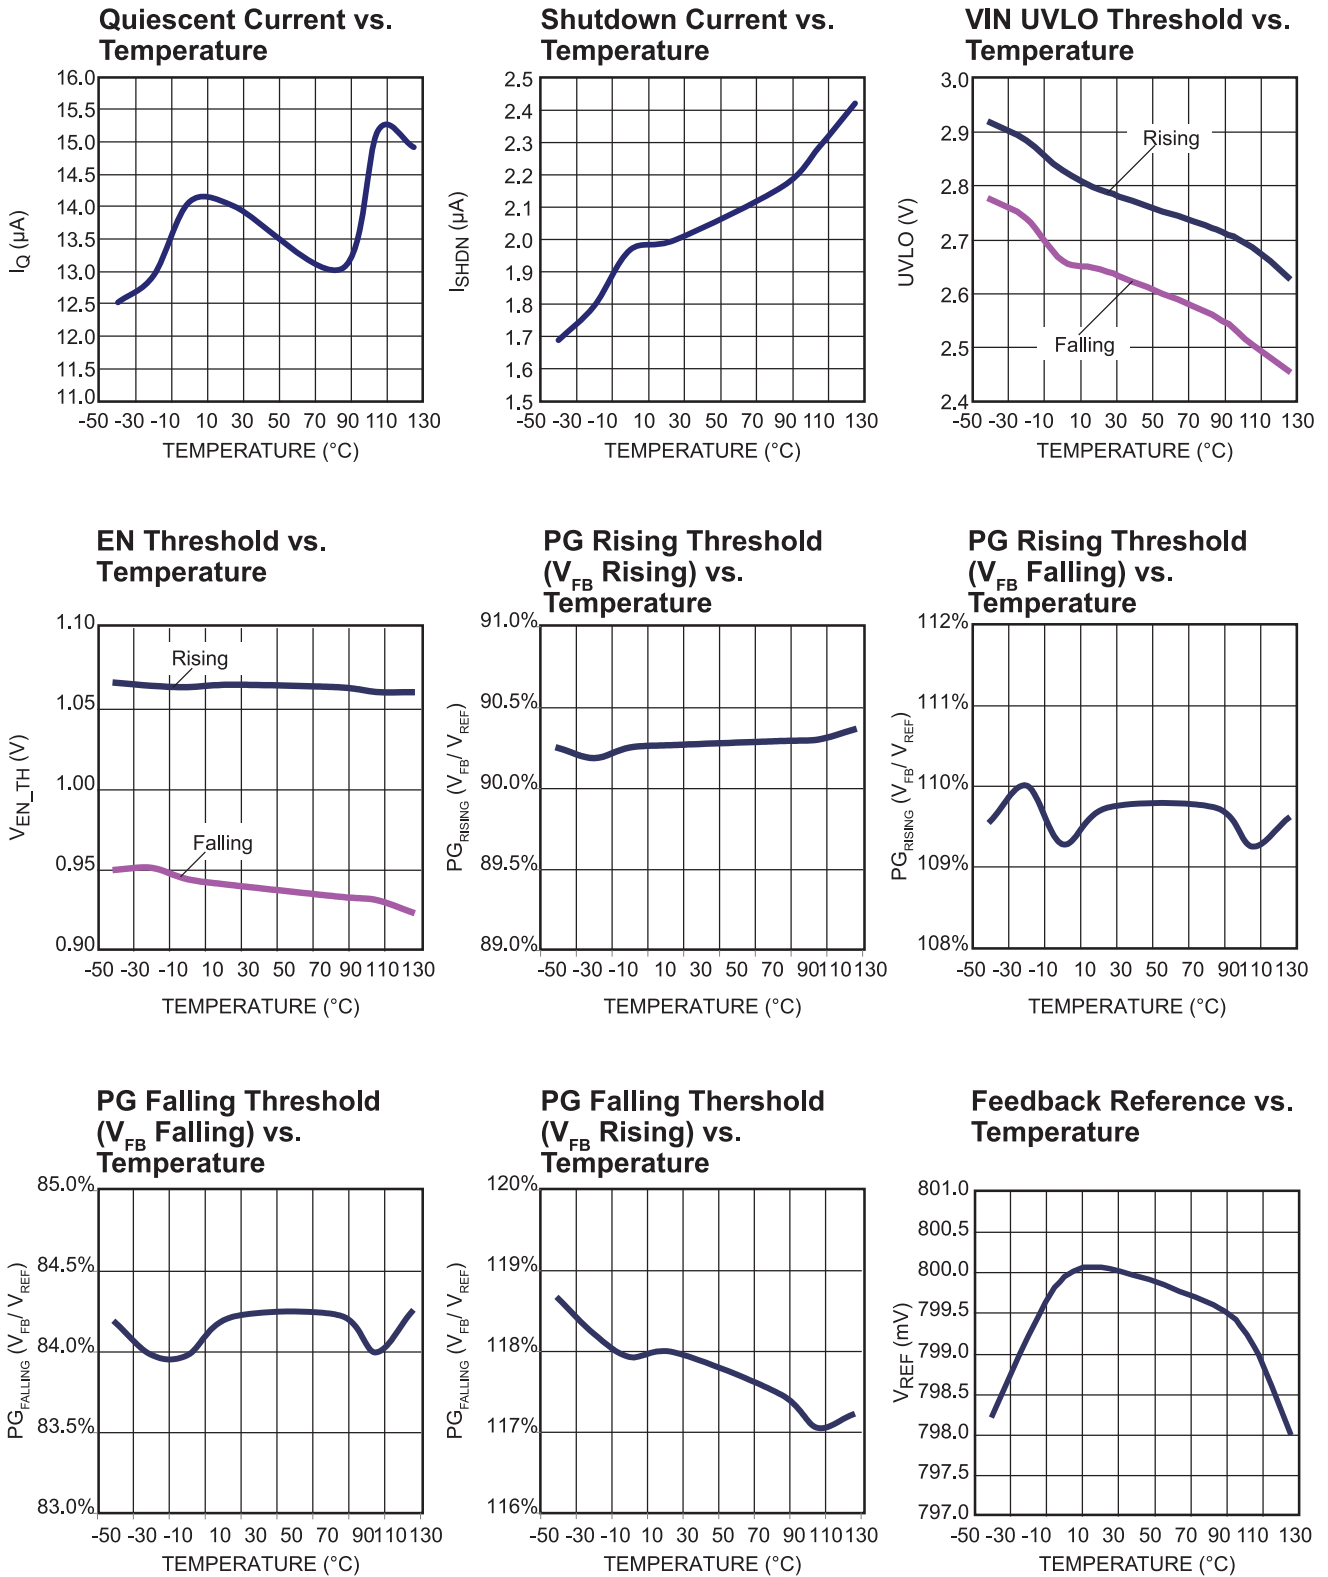 Quiescent Current vs.
Temperature
16.0
15.5
15.0
14.5
14.0
13.5
13.0
12.5
12.0
11.5
11.0
IQ (µA)
-50 -30 -10 10 30 50 70 90 110 130
TEMPERATURE (°C)
Shutdown Current vs.
Temperature
2.5
2.4
2.3
2.2
2.1
2.0
1.9
1.8
1.7
1.6
1.5
ISHDN (µA)
-50 -30 -10 10 30 50 70 90 110 130
TEMPERATURE (°C)
VIN UVLO Threshold vs.
Temperature
3.0
2.9
2.8
2.7
2.6
2.5
2.4
UVLO (V)
Rising
Falling
-50 -30 -10 10 30 50 70 90 110 130
TEMPERATURE (°C)
EN Threshold vs.
Temperature
1.10
1.05
1.00
0.95
0.90
VEN_TH (V)
Rising
Falling
-50 -30 -10 10 30 50 70 90 110 130
TEMPERATURE (°C)
PG Rising Threshold
(VFB Rising) vs.
Temperature
91.0%
90.5%
90.0%
89.5%
89.0%
PGRISING (VFB/ VREF)
-50 -30 -10 10 30 50 70 90 110 130
TEMPERATURE (°C)
PG Rising Threshold
(VFB Falling) vs.
Temperature
112%
111%
110%
109%
108%
PGRISING (VFB/ VREF)
-50 -30 -10 10 30 50 70 90 110 130
TEMPERATURE (°C)
PG Falling Threshold
(VFB Falling) vs.
Temperature
85.0%
84.5%
84.0%
83.5%
83.0%
PGFALLING (VFB/ VREF)
-50 -30 -10 10 30 50 70 90 110 130
TEMPERATURE (°C)
PG Falling Thershold
(VFB Rising) vs.
Temperature
120%
119%
118%
117%
116%
PGFALLING (VFB/ VREF)
-50 -30 -10 10 30 50 70 90 110 130
TEMPERATURE (°C)
Feedback Reference vs.
Temperature
801.0
800.5
800.0
799.5
799.0
798.5
798.0
797.5
797.0
VREF (mV)
-50 -30 -10 10 30 50 70 90 110 130
TEMPERATURE (°C)